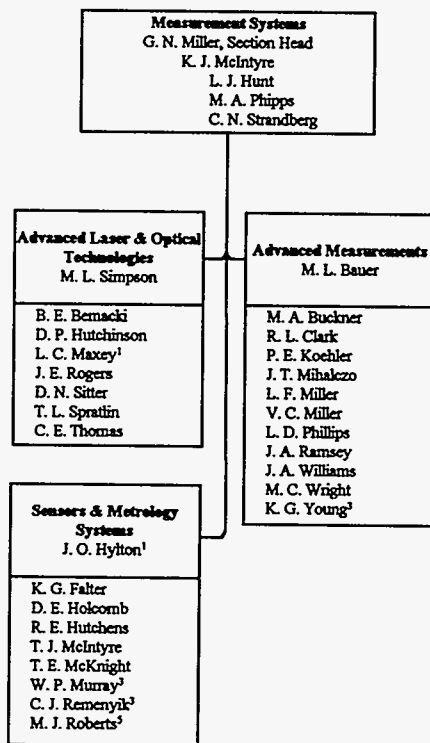 Measurement Systems
G. N. Miller, Section Head
K. J. McIntyre
L. J. Hunt
M. A. Phipps
C. N. Strandberg
Advanced Laser & Optical
Technologies
M. L. Simpson
B. E. Bernacki
D. P. Hutchinson
L. C. Maxey¹
J. E. Rogers
D. N. Sitter
T. L. Spratlin
C. E. Thomas
Advanced Measurements
M. L. Bauer
M. A. Buckner
R. L. Clark
P. E. Koehler
J. T. Mihalczo
L. F. Miller
V. C. Miller
L. D. Phillips
J. A. Ramsey
J. A. Williams
M. C. Wright
K. G. Young³
Sensors & Metrology
Systems
J. O. Hylton¹
K. G. Falter
D. E. Holcomb
R. E. Hutchens
T. J. McIntyre
T. E. McKnight
W. P. Murray³
C. J. Remenyik³
M. J. Roberts⁵